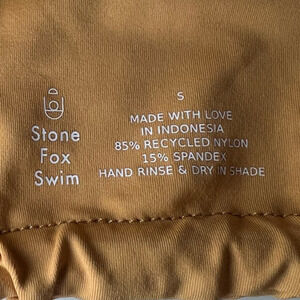 Stone
Fox
Swim
S
MADE WITH LOVE
IN INDONESIA
85% RECYCLED NYLON
15% SPANDEX
HAND RINSE & DRY IN SHADE